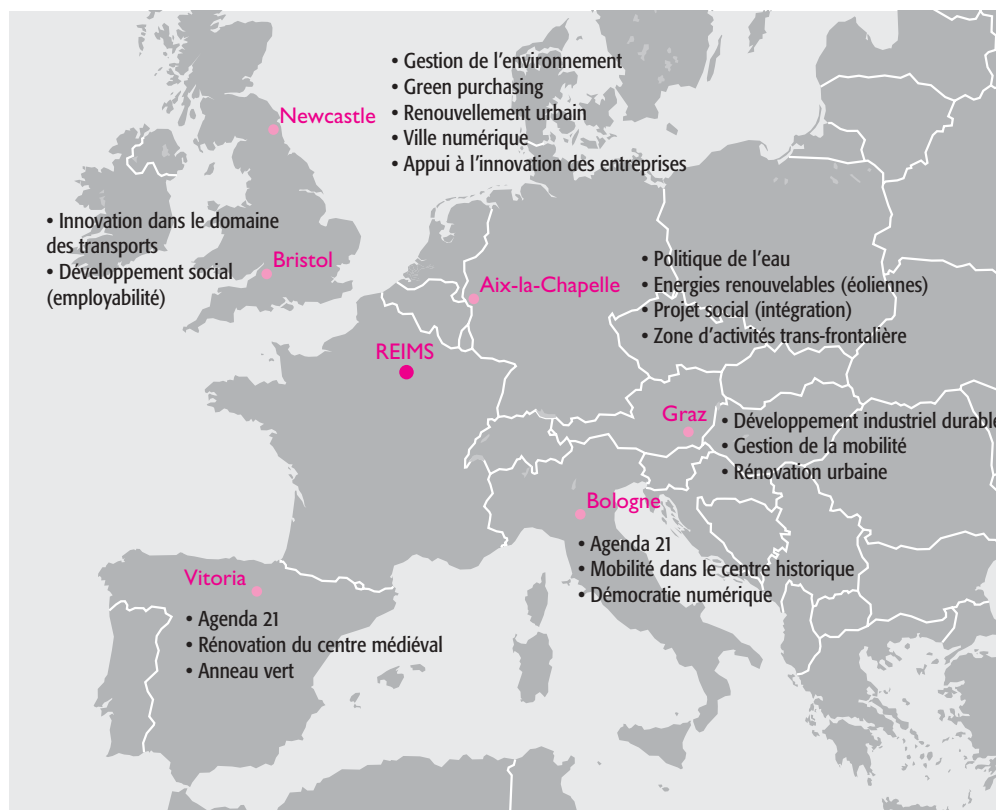 Newcastle
• Gestion de l'environnement
• Green purchasing
• Renouvellement urbain
• Ville numérique
• Appui à l'innovation des entreprises
• Innovation dans le domaine
des transports
• Développement social
(employabilité)
Bristol
Aix-la-Chapelle
• Politique de l'eau
• Energies renouvelables (éoliennes)
• Projet social (intégration)
• Zone d'activités trans-frontalière
REIMS
Graz
• Développement industriel durable
• Gestion de la mobilité
• Rénovation urbaine
Bologne
• Agenda 21
• Mobilité dans le centre historique
• Démocratie numérique
Vitoria
• Agenda 21
• Rénovation du centre médiéval
• Anneau vert